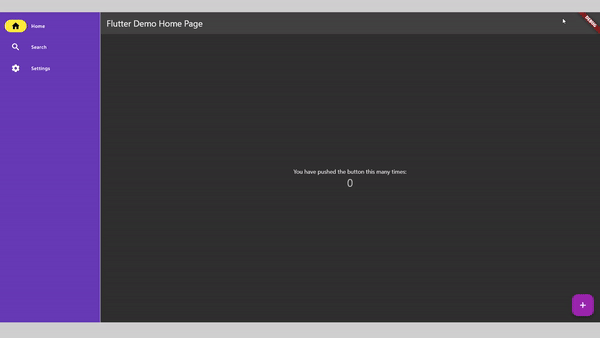 Home
Search
Settings
Flutter Demo Home Page
DEBUG
You have pushed the button this many times:
0